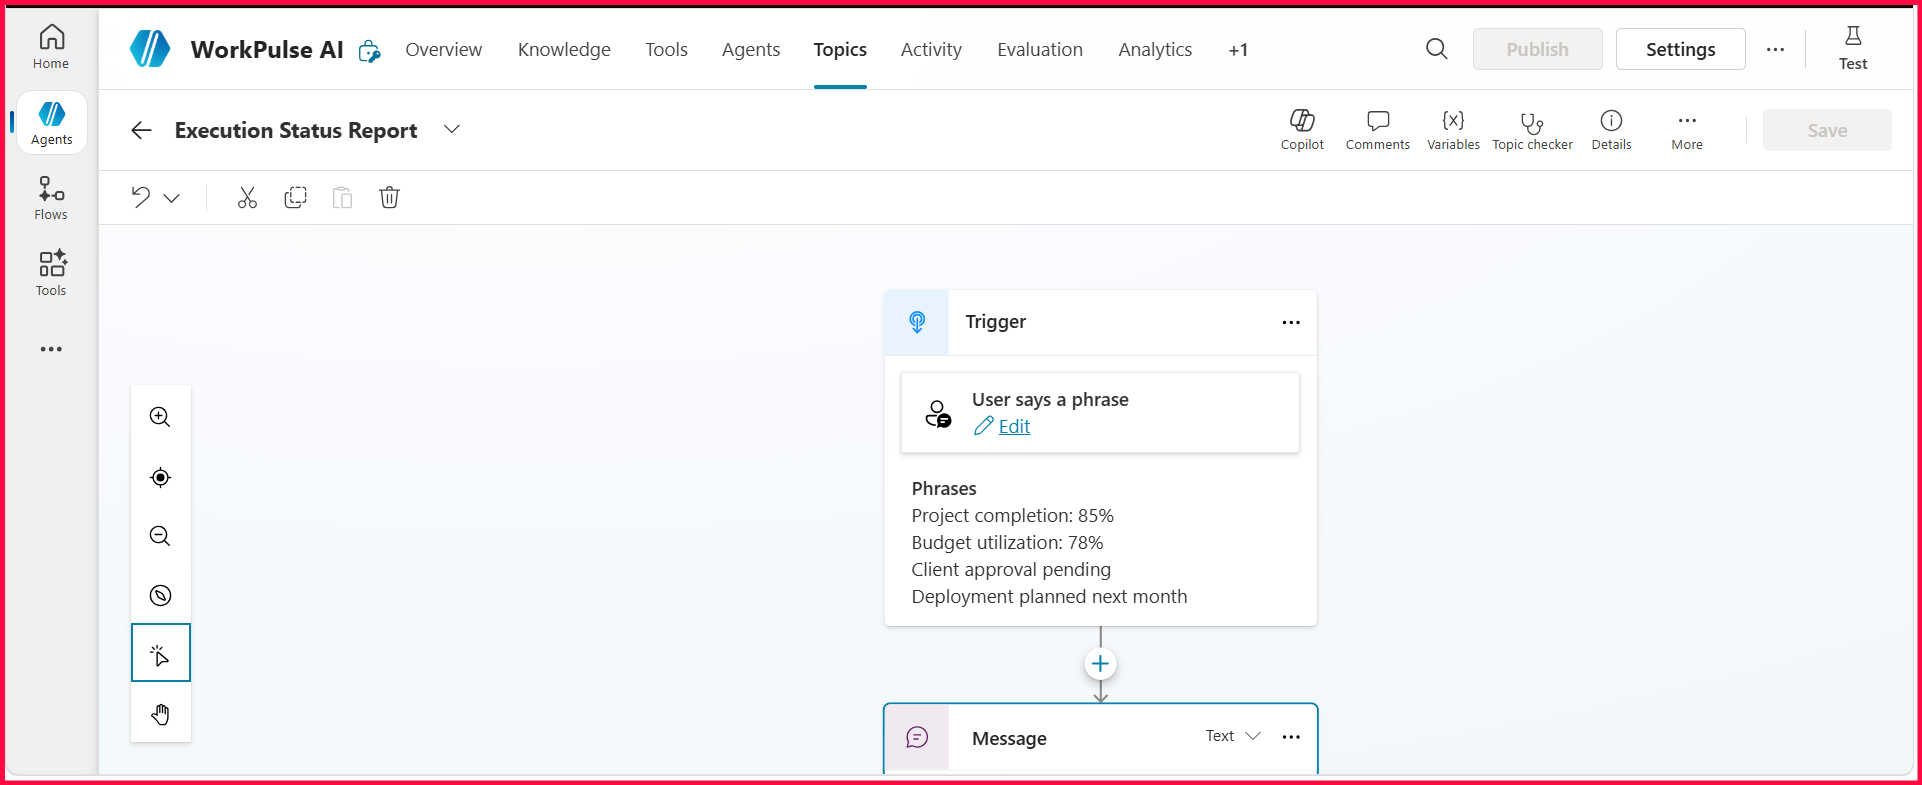 Home
Agents
Flows
Tools
WorkPulse AI
Overview
Knowledge
Tools
Agents
Topics
Activity
Evaluation
Analytics
+1
Publish
Settings
Test
Execution Status Report
Copilot
Comments
Variables
Topic checker
Details
More
Save
Trigger
User says a phrase
Edit
Phrases
Project completion: 85%
Budget utilization: 78%
Client approval pending
Deployment planned next month
Message
Text